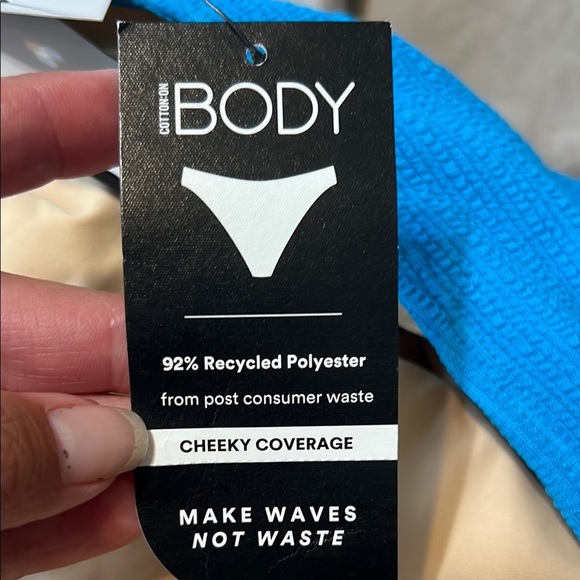 COTTON:ON
BODY
92% Recycled Polyester
from post consumer waste
CHEEKY COVERAGE
MAKE WAVES
NOT WASTE